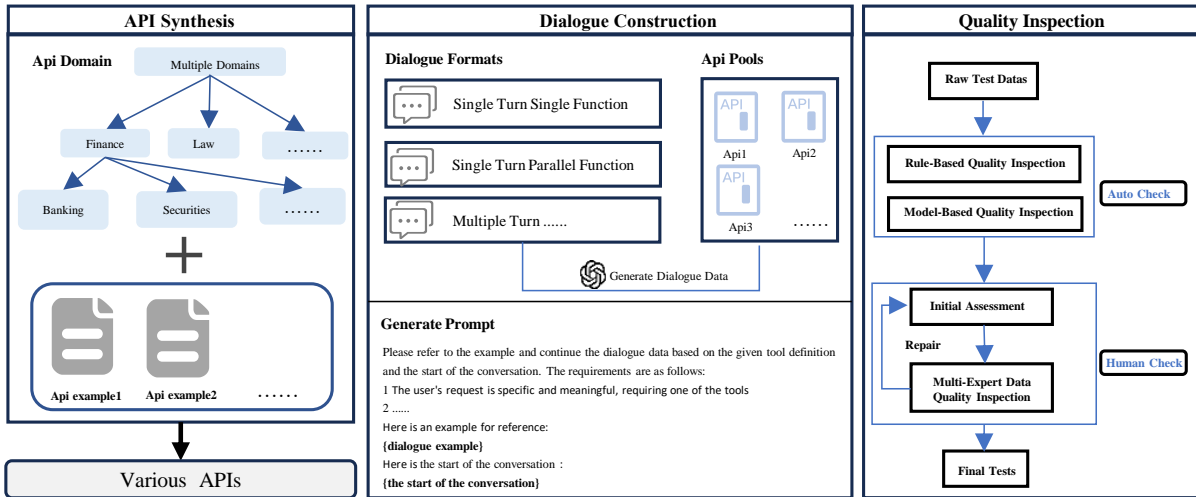 API Synthesis
Api Domain
Multiple Domains
Finance
Law
......
Banking
Securities
......
Api example1
Api example2
......
Various APIs
Dialogue Construction
Dialogue Formats
Single Turn Single Function
Single Turn Parallel Function
Multiple Turn ......
Api Pools
API
API
Api1
Api2
API
Api3
......
Generate Dialogue Data
Generate Prompt
Please refer to the example and continue the dialogue data based on the given tool definition
and the start of the conversation. The requirements are as follows:
1 The user's request is specific and meaningful, requiring one of the tools
2 ......
Here is an example for reference:
{dialogue example}
Here is the start of the conversation :
{the start of the conversation}
Quality Inspection
Raw Test Datas
Rule-Based Quality Inspection
Model-Based Quality Inspection
Auto Check
Initial Assessment
Repair
Multi-Expert Data
Quality Inspection
Human Check
Final Tests